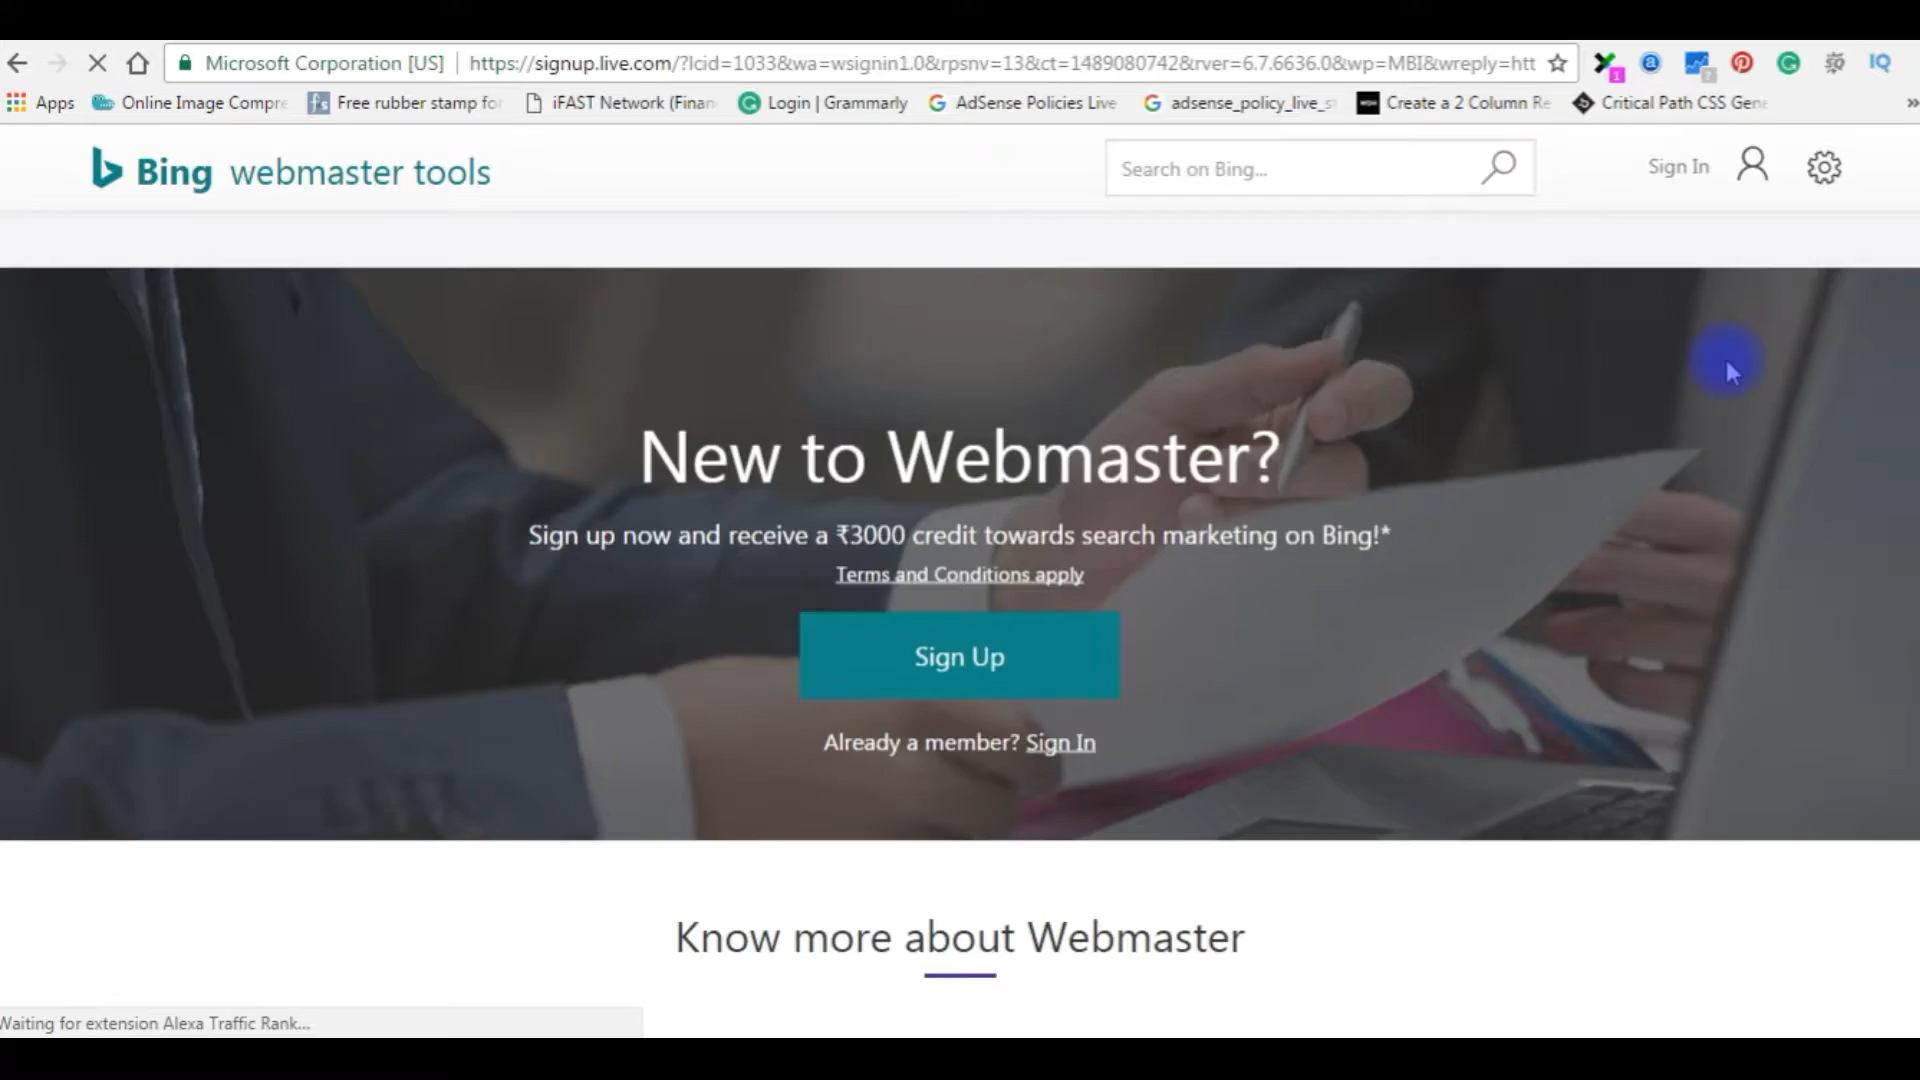 Microsoft Corporation [US] https://signup.live.com/?lcid=1033&wa=wsignin1.0&rpsnv=13&ct=1489080742&rver=6.7.6636.0&wp=MBI&wreply=htt
1 a ? IQ
Apps Online Image Compre fs Free rubber stamp fo iFAST Network (Finan Login | Grammarly AdSense Policies Live adsense_policy_live_s Create a 2 Column Re Critical Path CSS Gene »
Bing webmaster tools Search on Bing... Sign In
New to Webmaster?
Sign up now and receive a ₹3000 credit towards search marketing on Bing!*
Terms and Conditions apply
Sign Up
Already a member? Sign In
Know more about Webmaster
Waiting for extension Alexa Traffic Rank...